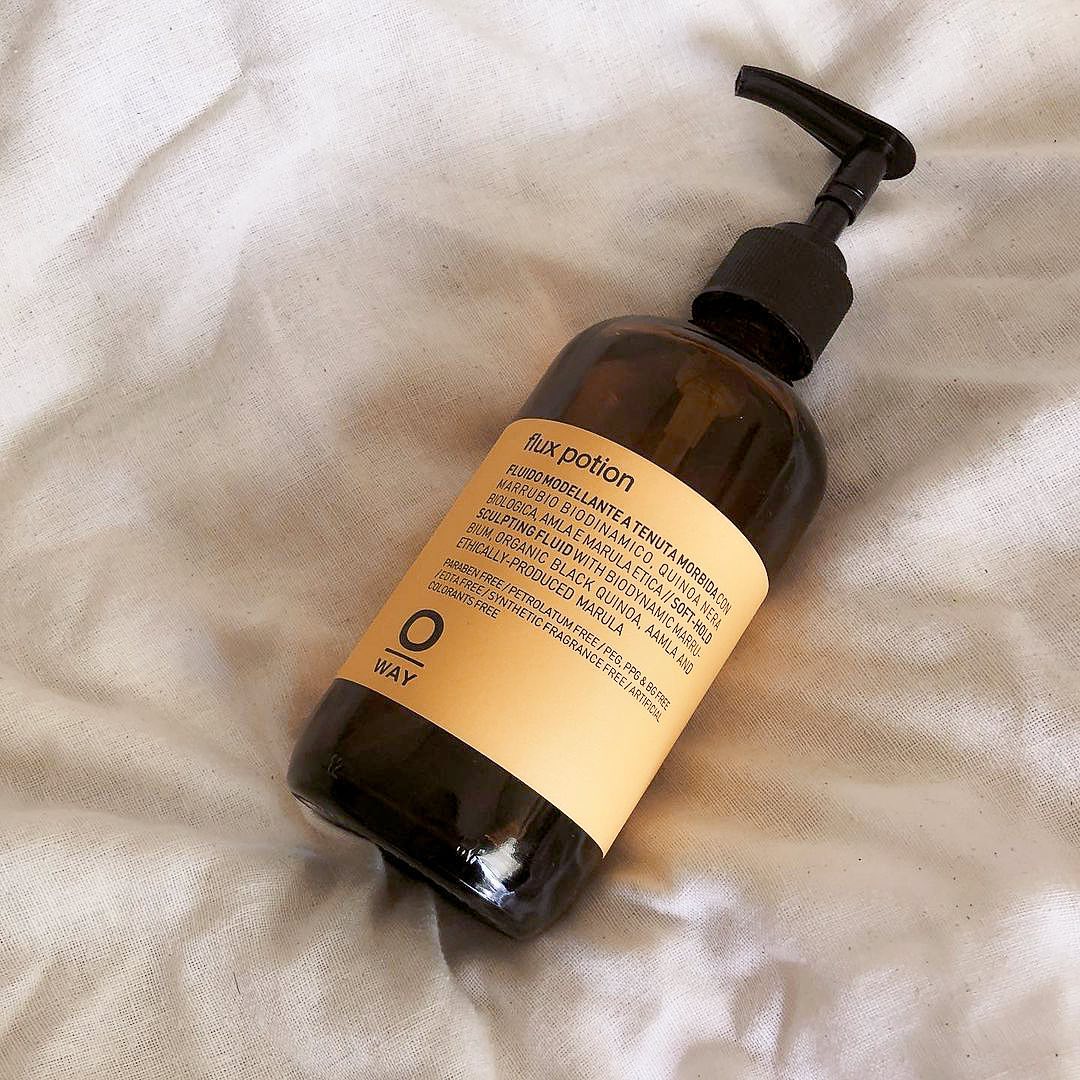 flux potion
FLUIDO MODELLANTE A TENUTA MORBIDA CON
MARRUBIO BIODINAMICO, QUINOA NERA
BIOLOGICA, AMLA E MARULA ETICA // SOFT-HOLD
SCULPTING FLUID WITH BIODYNAMIC MARRU-
BIUM, ORGANIC BLACK QUINOA, AAMLA AND
ETHICALLY-PRODUCED MARULA
PARABEN FREE / PETROLATUM FREE / PEG, PPG & BG FREE
/ EDTA FREE / SYNTHETIC FRAGRANCE FREE / ARTIFICIAL
COLORANTS FREE
O
WAY